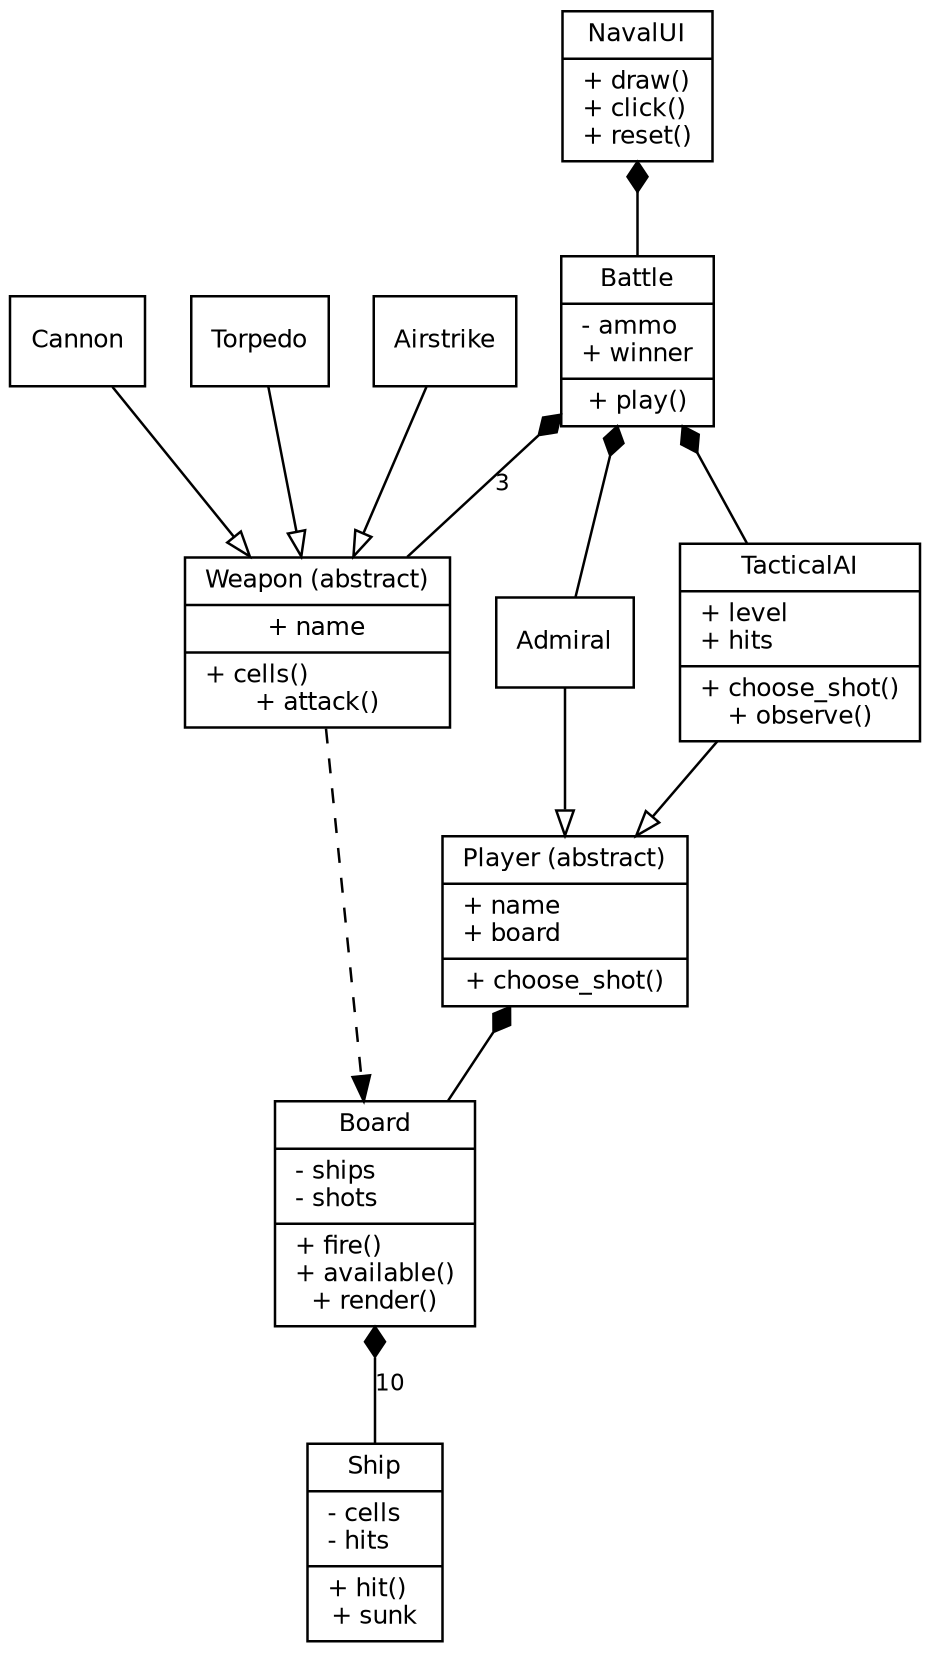 NavalUI
+ draw()
+ click()
+ reset()
Battle
- ammo
+ winner
+ play()
Cannon
Torpedo
Airstrike
3
Weapon (abstract)
+ name
+ cells()
+ attack()
Admiral
TacticalAI
+ level
+ hits
+ choose_shot()
+ observe()
Player (abstract)
+ name
+ board
+ choose_shot()
Board
- ships
- shots
+ fire()
+ available()
+ render()
10
Ship
- cells
- hits
+ hit()
+ sunk